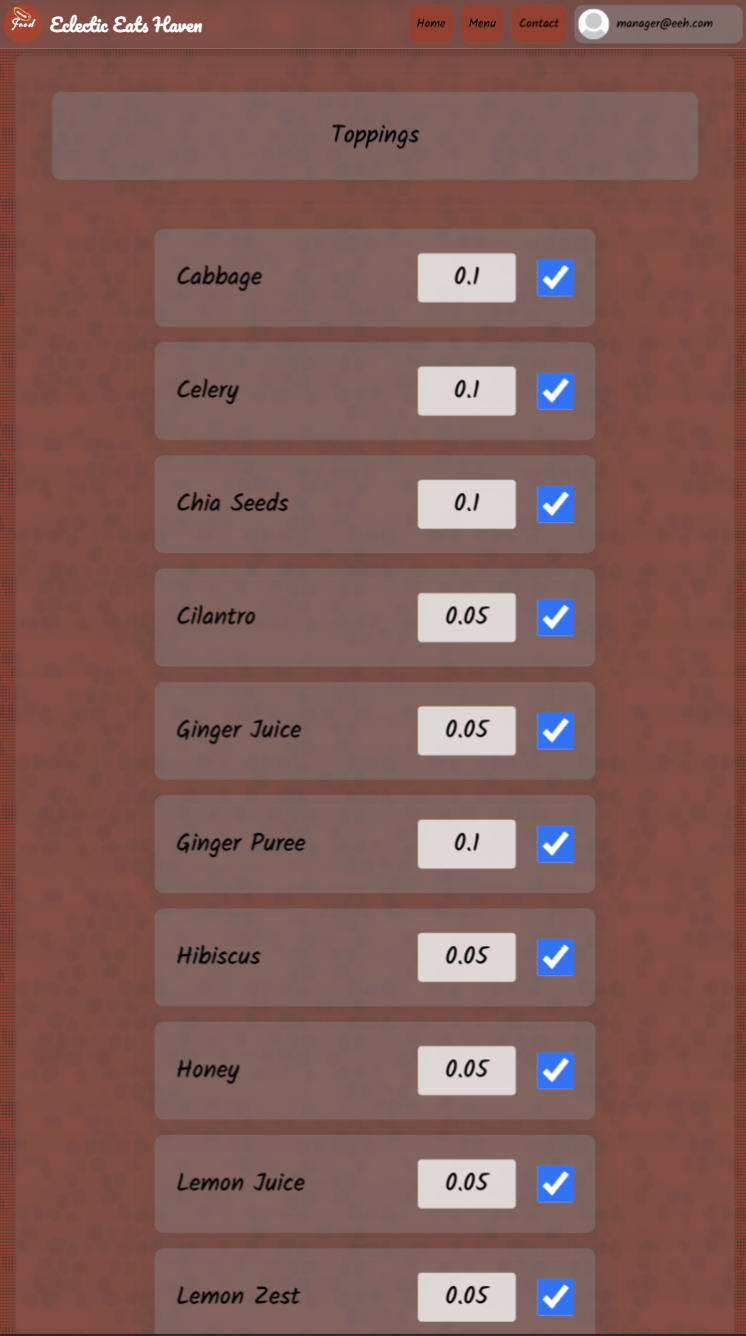 Food
Eclectic Eats Haven
Home
Menu
Contact
manager@eeh.com
Toppings
Cabbage 0.1
Celery 0.1
Chia Seeds 0.1
Cilantro 0.05
Ginger Juice 0.05
Ginger Puree 0.1
Hibiscus 0.05
Honey 0.05
Lemon Juice 0.05
Lemon Zest 0.05